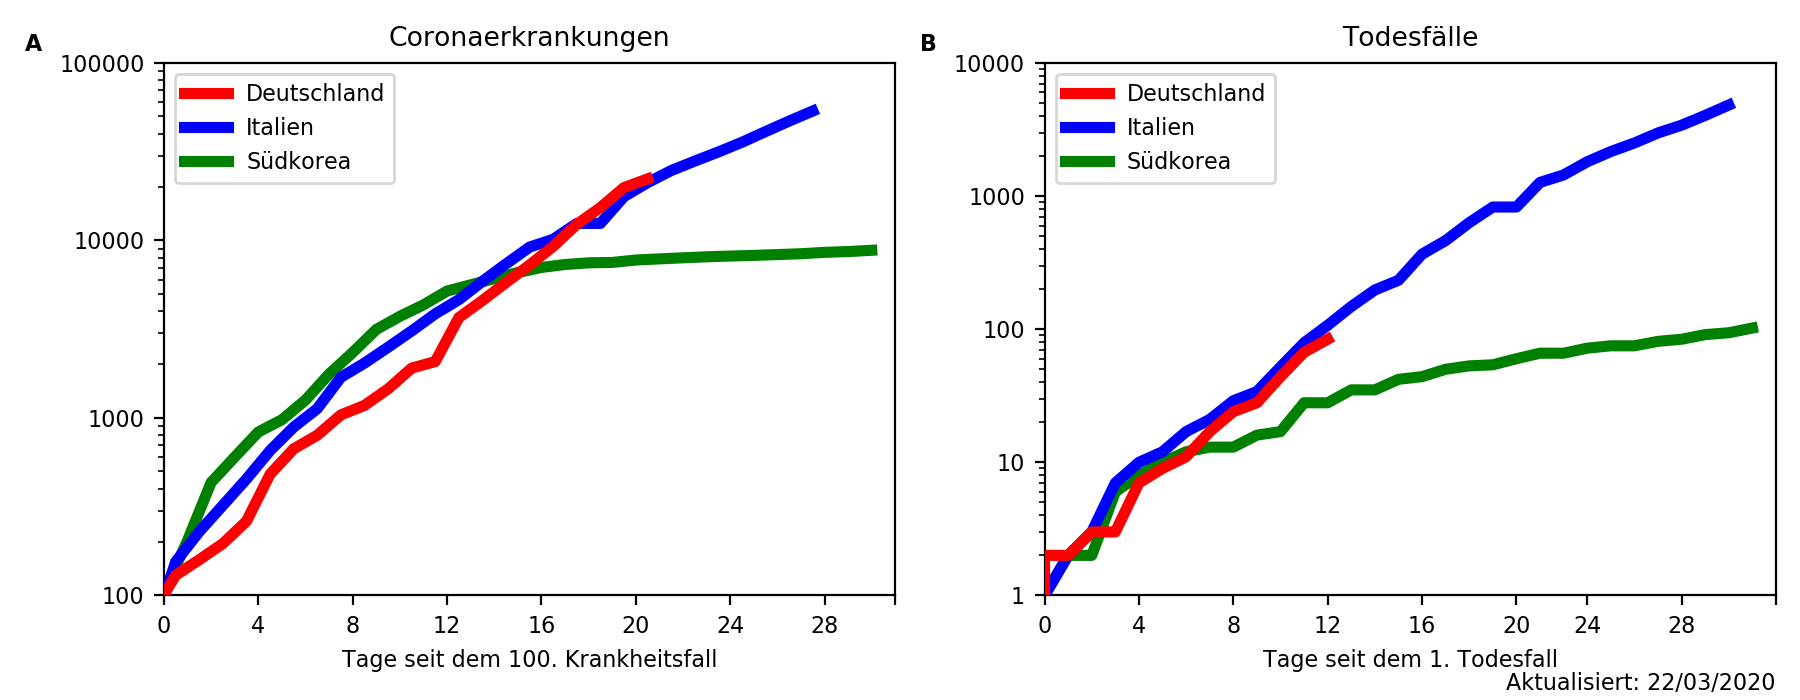 A
Coronaerkrankungen
100000
10000
1000
100
Deutschland
Italien
Südkorea
0 4 8 12 16 20 24 28
Tage seit dem 100. Krankheitsfall
B
Todesfälle
10000
1000
100
10
1
Deutschland
Italien
Südkorea
0 4 8 12 16 20 24 28
Tage seit dem 1. Todesfall
Aktualisiert: 22/03/2020